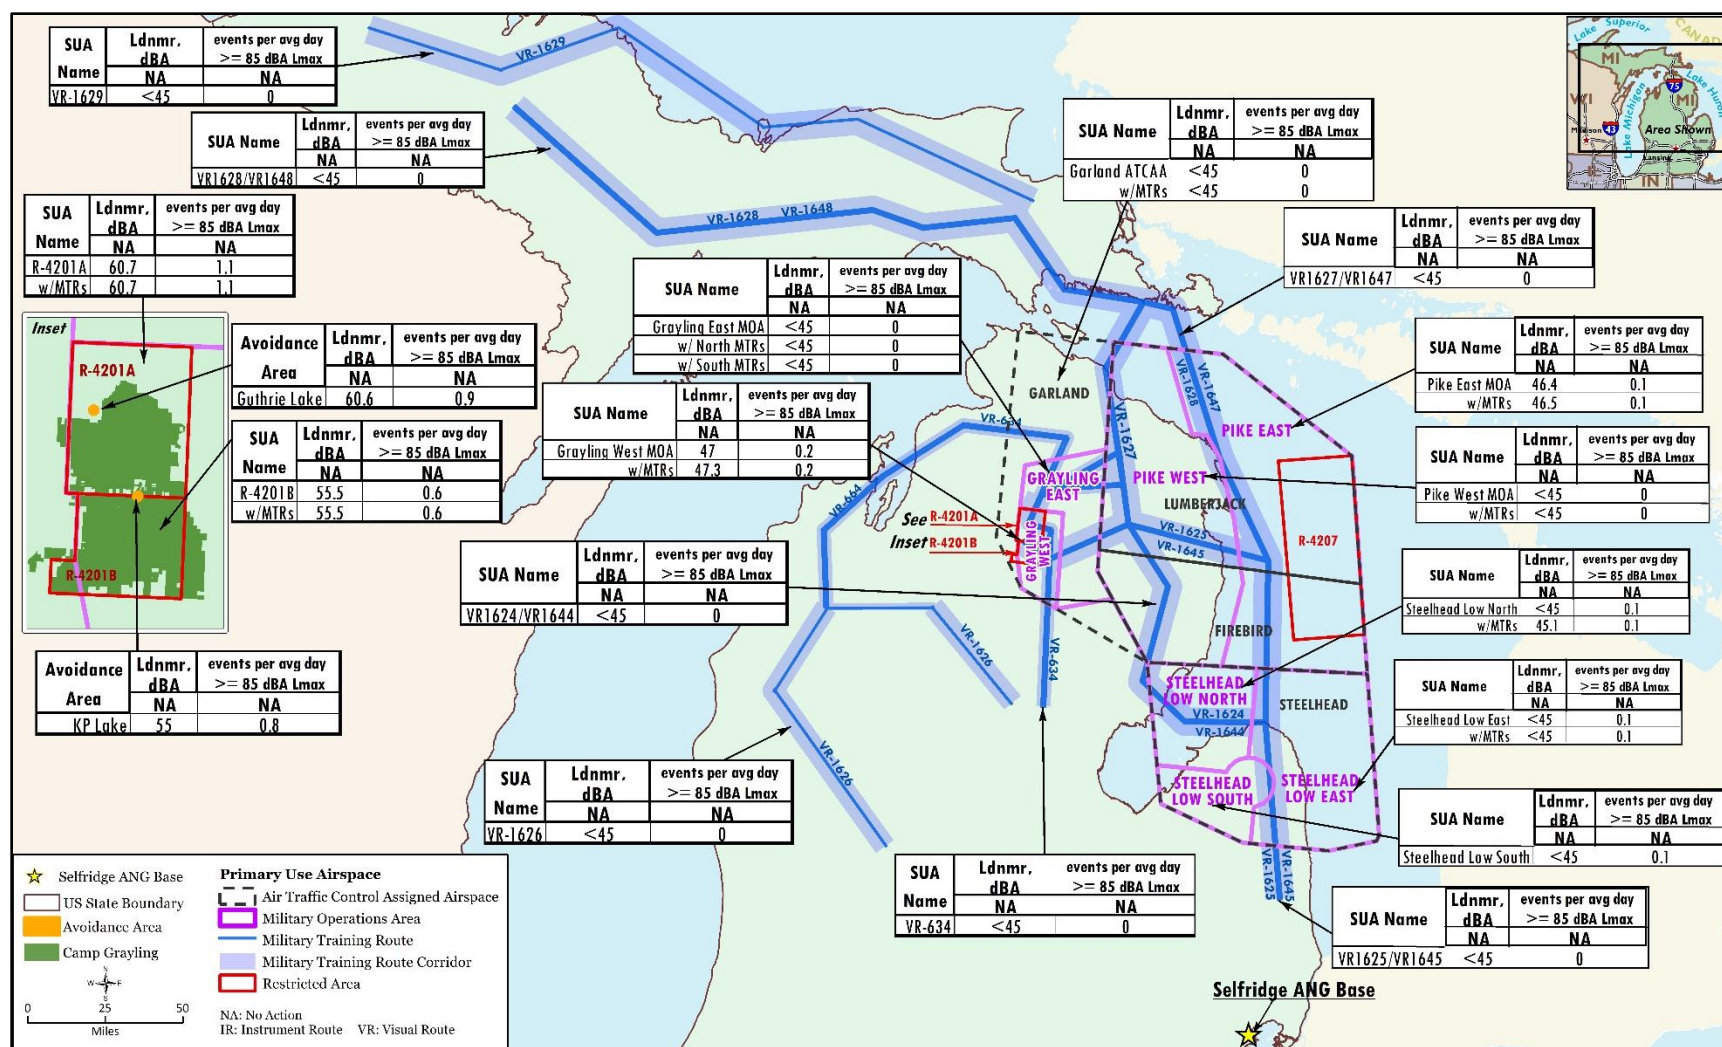 SUA Name Ldnmr, dBA events per avg day >= 85 dBA Lmax
NA NA
VR-1629 <45 0
SUA Name Ldnmr, dBA events per avg day >= 85 dBA Lmax
NA NA
VR1628/VR1648 <45 0
SUA Name Ldnmr, dBA events per avg day >= 85 dBA Lmax
NA NA
R-4201A 60.7 1.1
w/MTRs 60.7 1.1
Inset
R-4201A
R-4201B
Avoidance Area Ldnmr, dBA events per avg day >= 85 dBA Lmax
NA NA
Guthrie Lake 60.6 0.9
SUA Name Ldnmr, dBA events per avg day >= 85 dBA Lmax
NA NA
R-4201B 55.5 0.6
w/MTRs 55.5 0.6
Avoidance Area Ldnmr, dBA events per avg day >= 85 dBA Lmax
NA NA
KP Lake 55 0.8
SUA Name Ldnmr, dBA events per avg day >= 85 dBA Lmax
NA NA
Garland ATCAA <45 0
w/MTRs <45 0
SUA Name Ldnmr, dBA events per avg day >= 85 dBA Lmax
NA NA
VR1627/VR1647 <45 0
SUA Name Ldnmr, dBA events per avg day >= 85 dBA Lmax
NA NA
Grayling East MOA <45 0
w/ North MTRs <45 0
w/ South MTRs <45 0
SUA Name Ldnmr, dBA events per avg day >= 85 dBA Lmax
NA NA
Grayling West MOA 47 0.2
w/MTRs 47.3 0.2
SUA Name Ldnmr, dBA events per avg day >= 85 dBA Lmax
NA NA
Pike East MOA 46.4 0.1
w/MTRs 46.5 0.1
SUA Name Ldnmr, dBA events per avg day >= 85 dBA Lmax
NA NA
Pike West MOA <45 0
w/MTRs <45 0
SUA Name Ldnmr, dBA events per avg day >= 85 dBA Lmax
NA NA
Steelhead Low North <45 0.1
w/MTRs 45.1 0.1
SUA Name Ldnmr, dBA events per avg day >= 85 dBA Lmax
NA NA
Steelhead Low East <45 0.1
w/MTRs <45 0.1
SUA Name Ldnmr, dBA events per avg day >= 85 dBA Lmax
NA NA
Steelhead Low South <45 0.1
SUA Name Ldnmr, dBA events per avg day >= 85 dBA Lmax
NA NA
VR1625/VR1645 <45 0
SUA Name Ldnmr, dBA events per avg day >= 85 dBA Lmax
NA NA
VR1624/VR1644 <45 0
SUA Name Ldnmr, dBA events per avg day >= 85 dBA Lmax
NA NA
VR-1626 <45 0
SUA Name Ldnmr, dBA events per avg day >= 85 dBA Lmax
NA NA
VR-634 <45 0
VR-1629
VR-1628 VR-1648
VR-634
VR-664
VR-1626
VR-1626
VR-634
VR-1627
VR-1628
VR-1647
VR-1625
VR-1645
VR-1624
VR-1644
VR-1625
VR-1645
GARLAND
GRAYLING
EAST
GRAYLING
WEST
See R-4201A
Inset R-4201B
PIKE EAST
PIKE WEST
LUMBERJACK
R-4207
FIREBIRD
STEELHEAD
LOW NORTH
STEELHEAD
STEELHEAD
LOW SOUTH
STEELHEAD
LOW EAST
Selfridge ANG Base
Lake Superior
CANADA
MI
WI
Lake Michigan
Lake Huron
75
MI
Madison
43
Area Shown
Lansing
IL
IN
Selfridge ANG Base
US State Boundary
Avoidance Area
Camp Grayling
N
W E
S
0 25 50
Miles
Primary Use Airspace
Air Traffic Control Assigned Airspace
Military Operations Area
Military Training Route
Military Training Route Corridor
Restricted Area
NA: No Action
IR: Instrument Route VR: Visual Route